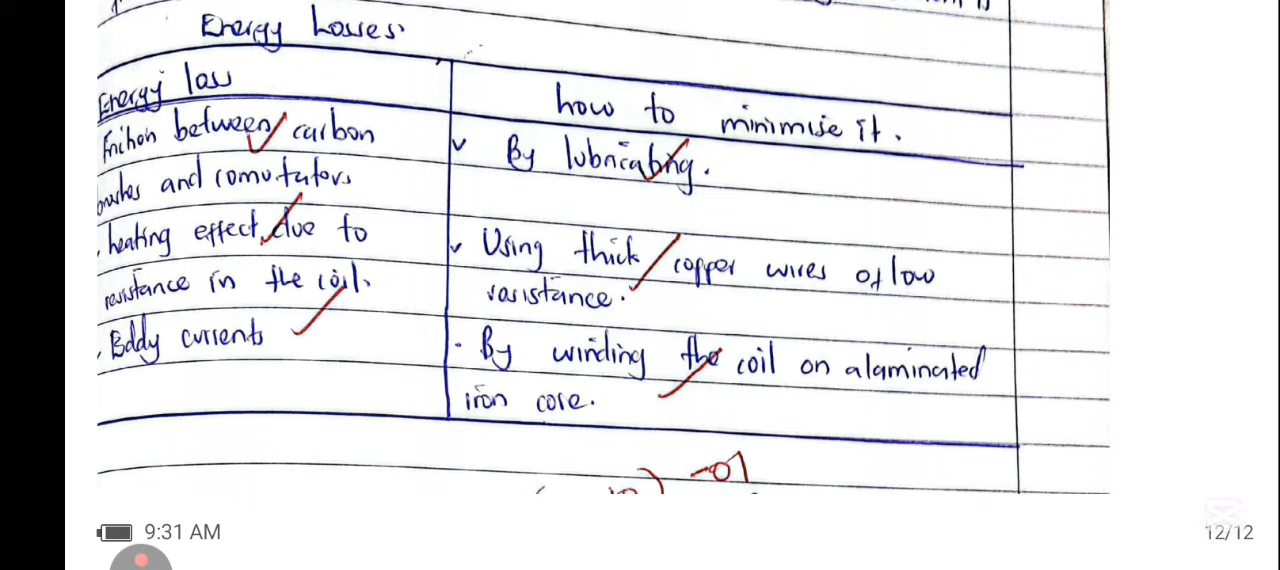 Energy Losses.
Energy loss
how to minimise it.
Friction between carbon
By lubricating.
brushes and comutators
heating effect due to
Using thick copper wires of low
resistance in the coil.
rasistance.
Eddy currents
By winding the coil on alaminated
iron core.
-01
9:31 AM
12/12